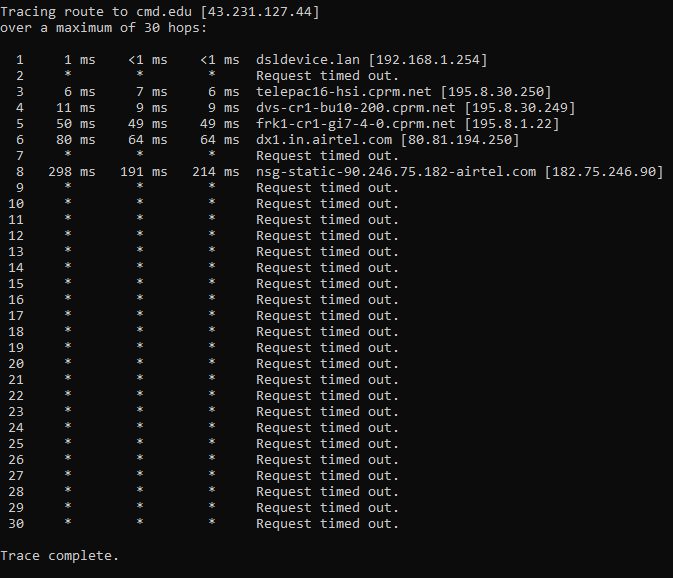 Tracing route to cmd.edu [43.231.127.44]
over a maximum of 30 hops:

  1     1 ms    <1 ms    <1 ms  dsldevice.lan [192.168.1.254]
  2     *        *        *     Request timed out.
  3     6 ms     7 ms     6 ms  telepac16-hsi.cprm.net [195.8.30.250]
  4    11 ms     9 ms     9 ms  dvs-cr1-bu10-200.cprm.net [195.8.30.249]
  5    50 ms    49 ms    49 ms  frk1-cr1-gi7-4-0.cprm.net [195.8.1.22]
  6    80 ms    64 ms    64 ms  dx1.in.airtel.com [80.81.194.250]
  7     *        *        *     Request timed out.
  8   298 ms   191 ms   214 ms  nsg-static-90.246.75.182-airtel.com [182.75.246.90]
  9     *        *        *     Request timed out.
 10     *        *        *     Request timed out.
 11     *        *        *     Request timed out.
 12     *        *        *     Request timed out.
 13     *        *        *     Request timed out.
 14     *        *        *     Request timed out.
 15     *        *        *     Request timed out.
 16     *        *        *     Request timed out.
 17     *        *        *     Request timed out.
 18     *        *        *     Request timed out.
 19     *        *        *     Request timed out.
 20     *        *        *     Request timed out.
 21     *        *        *     Request timed out.
 22     *        *        *     Request timed out.
 23     *        *        *     Request timed out.
 24     *        *        *     Request timed out.
 25     *        *        *     Request timed out.
 26     *        *        *     Request timed out.
 27     *        *        *     Request timed out.
 28     *        *        *     Request timed out.
 29     *        *        *     Request timed out.
 30     *        *        *     Request timed out.

Trace complete.